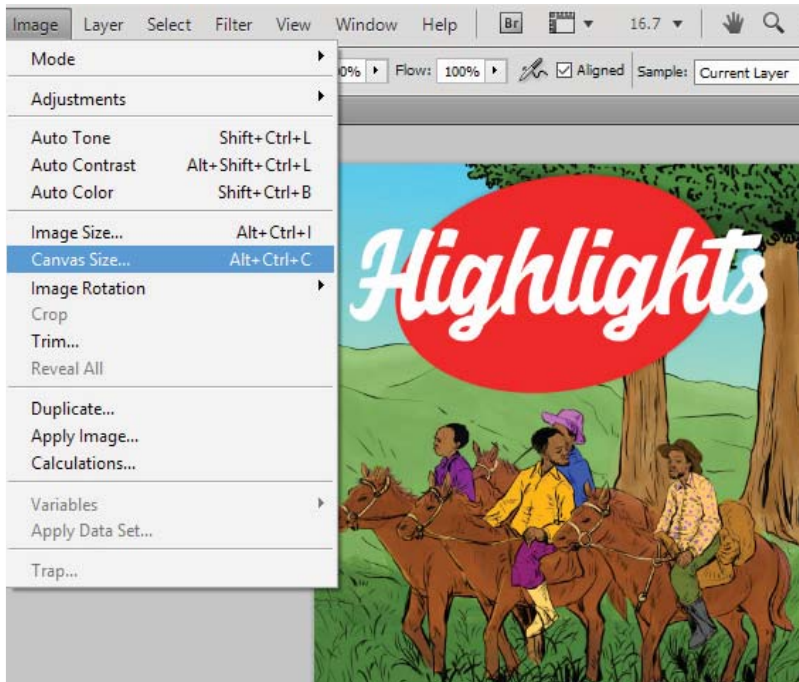 Image Layer Select Filter View Window Help Br 16.7
0% Flow: 100% Aligned Sample: Current Layer
Mode
Adjustments
Auto Tone Shift+Ctrl+L
Auto Contrast Alt+Shift+Ctrl+L
Auto Color Shift+Ctrl+B
Image Size... Alt+Ctrl+I
Canvas Size... Alt+Ctrl+C
Image Rotation
Crop
Trim...
Reveal All
Duplicate...
Apply Image...
Calculations...
Variables
Apply Data Set...
Trap...
Highlights